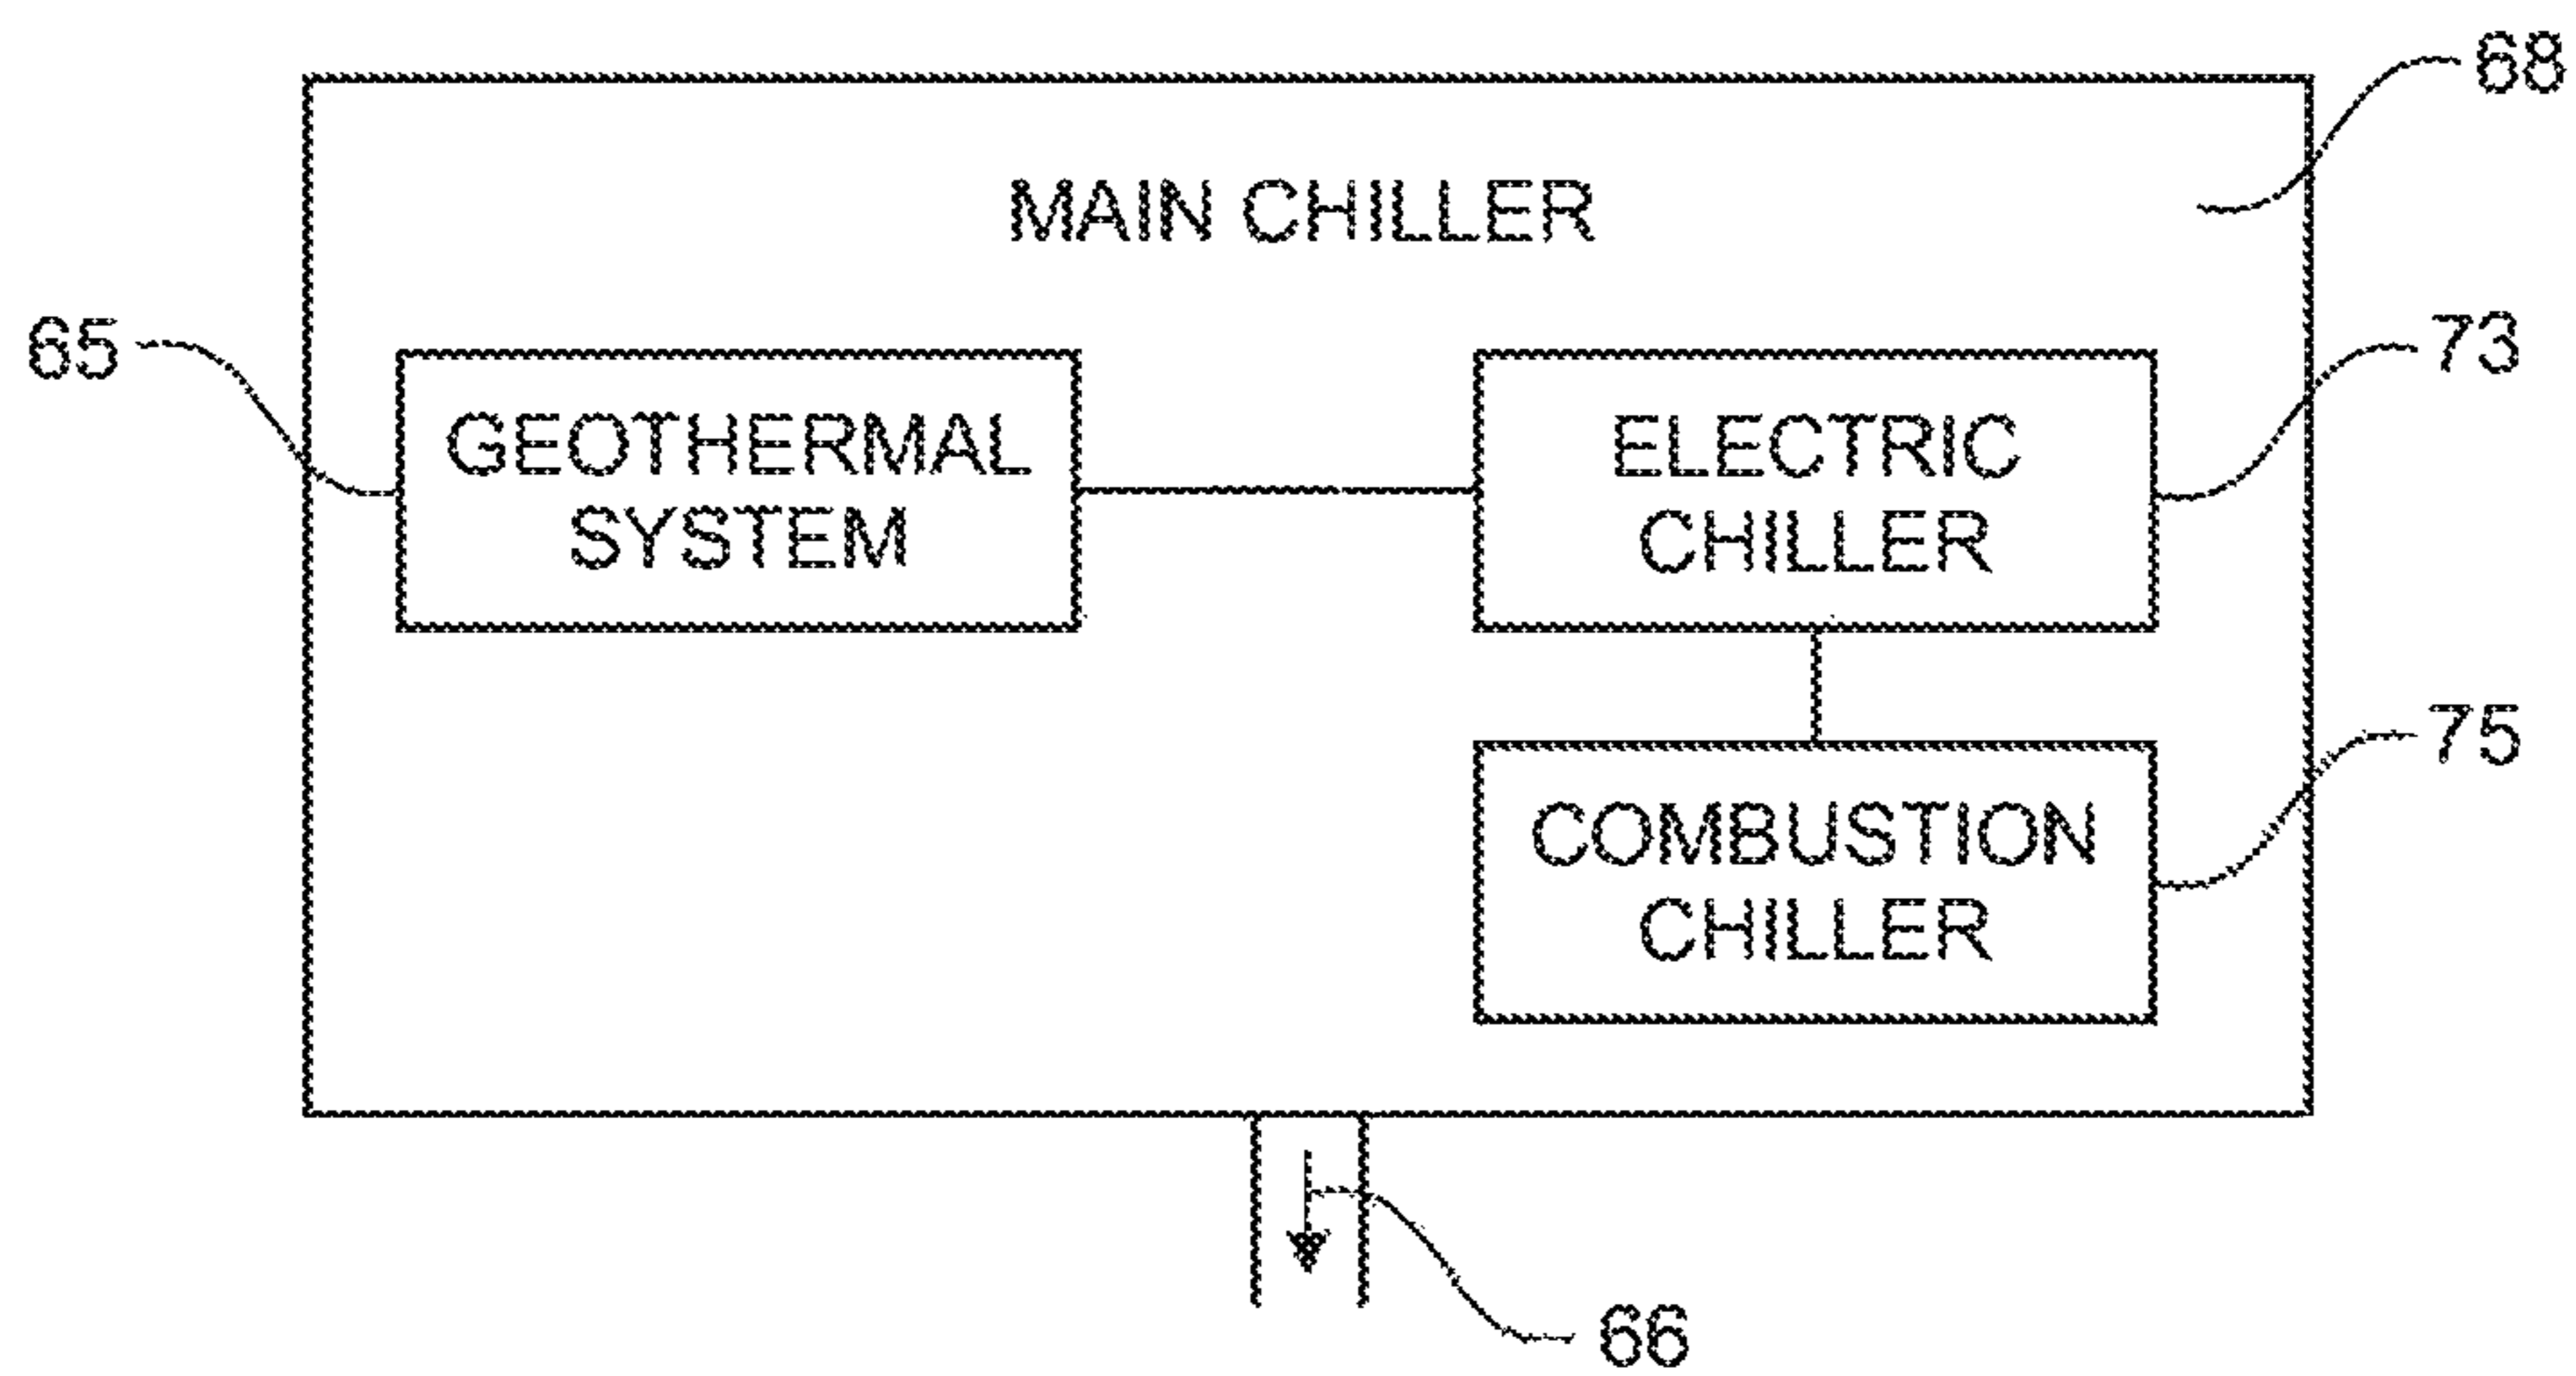 68
MAIN CHILLER
65
73
GEOTHERMAL
SYSTEM
ELECTRIC
CHILLER
75
COMBUSTION
CHILLER
66